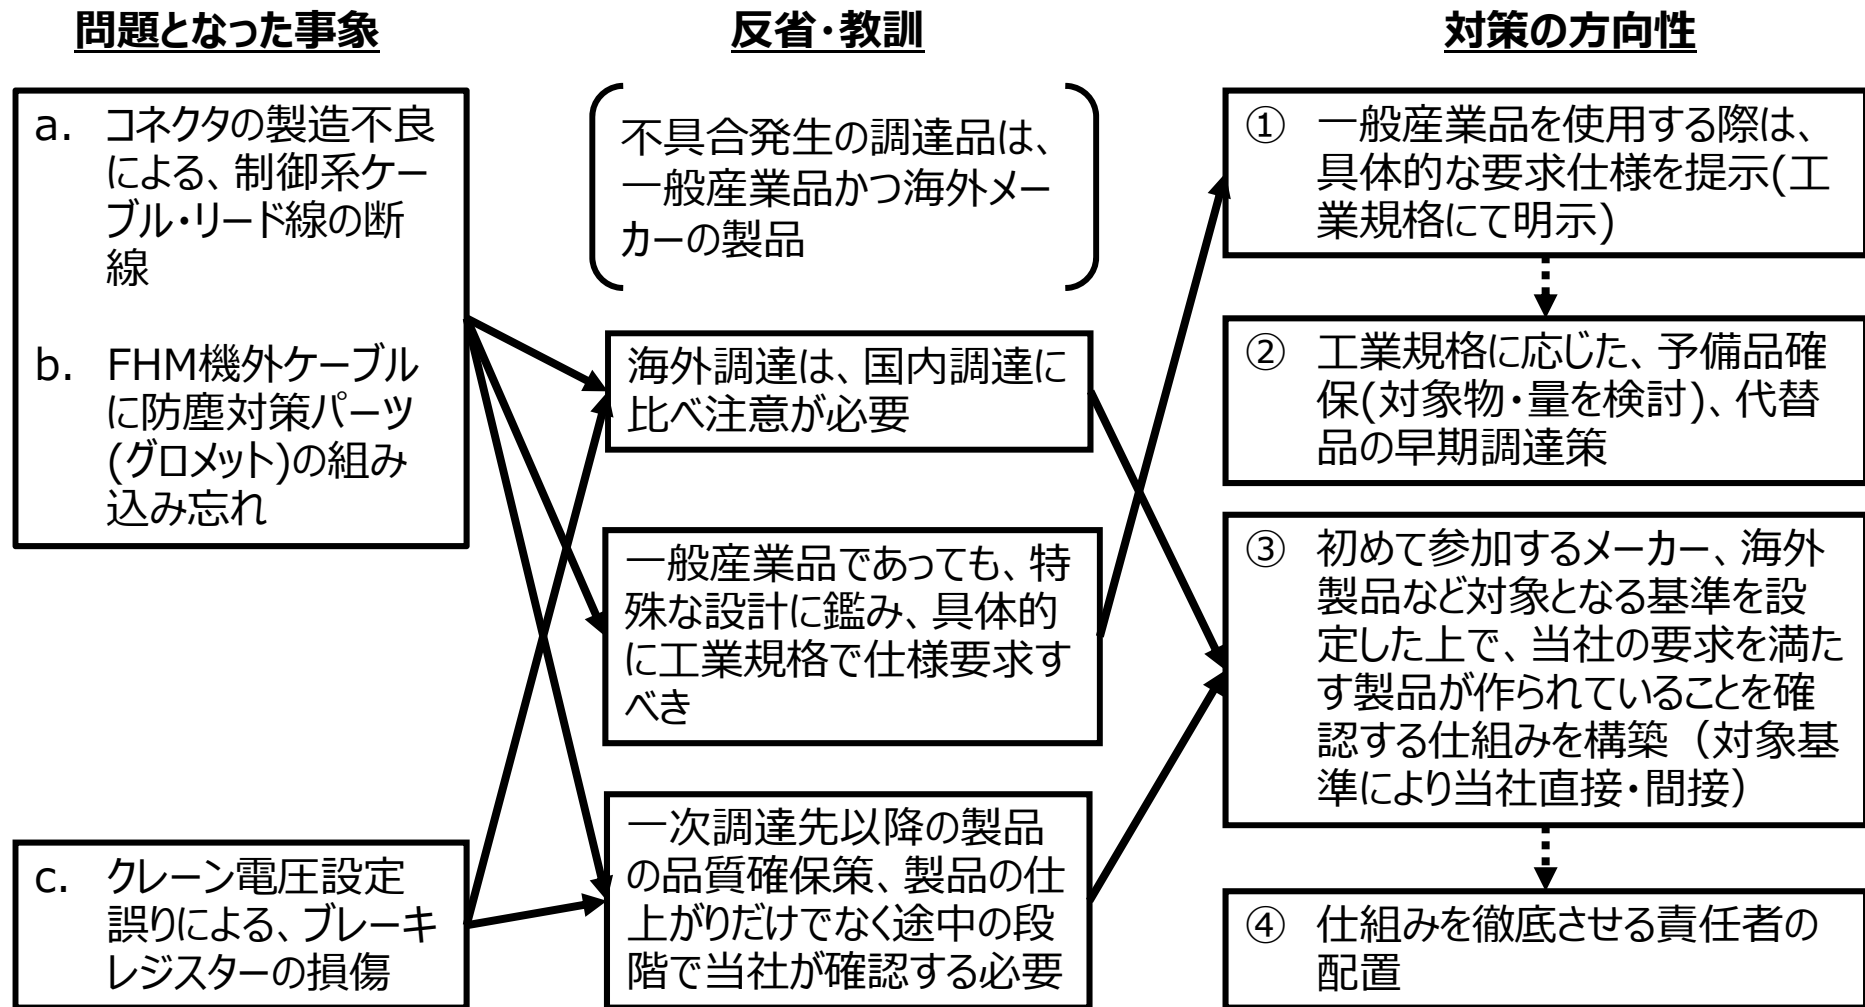 問題となった事象
a. コネクタの製造不良
による、制御系ケー
ブル・リード線の断
線
b. FHM機外ケーブル
に防塵対策パーツ
(グロメット)の組み
込み忘れ
c. クレーン電圧設定
誤りによる、ブレーキ
レジスターの損傷
反省・教訓
不具合発生の調達品は、
一般産業品かつ海外メー
カーの製品
海外調達は、国内調達に
比べ注意が必要
一般産業品であっても、特
殊な設計に鑑み、具体的
に工業規格で仕様要求す
べき
一次調達先以降の製品
の品質確保策、製品の仕
上がりだけでなく途中の段
階で当社が確認する必要
対策の方向性
① 一般産業品を使用する際は、
具体的な要求仕様を提示(工
業規格にて明示)
② 工業規格に応じた、予備品確
保(対象物・量を検討)、代替
品の早期調達策
③ 初めて参加するメーカー、海外
製品など対象となる基準を設
定した上で、当社の要求を満た
す製品が作られていることを確
認する仕組みを構築（対象基
準により当社直接・間接）
④ 仕組みを徹底させる責任者の
配置